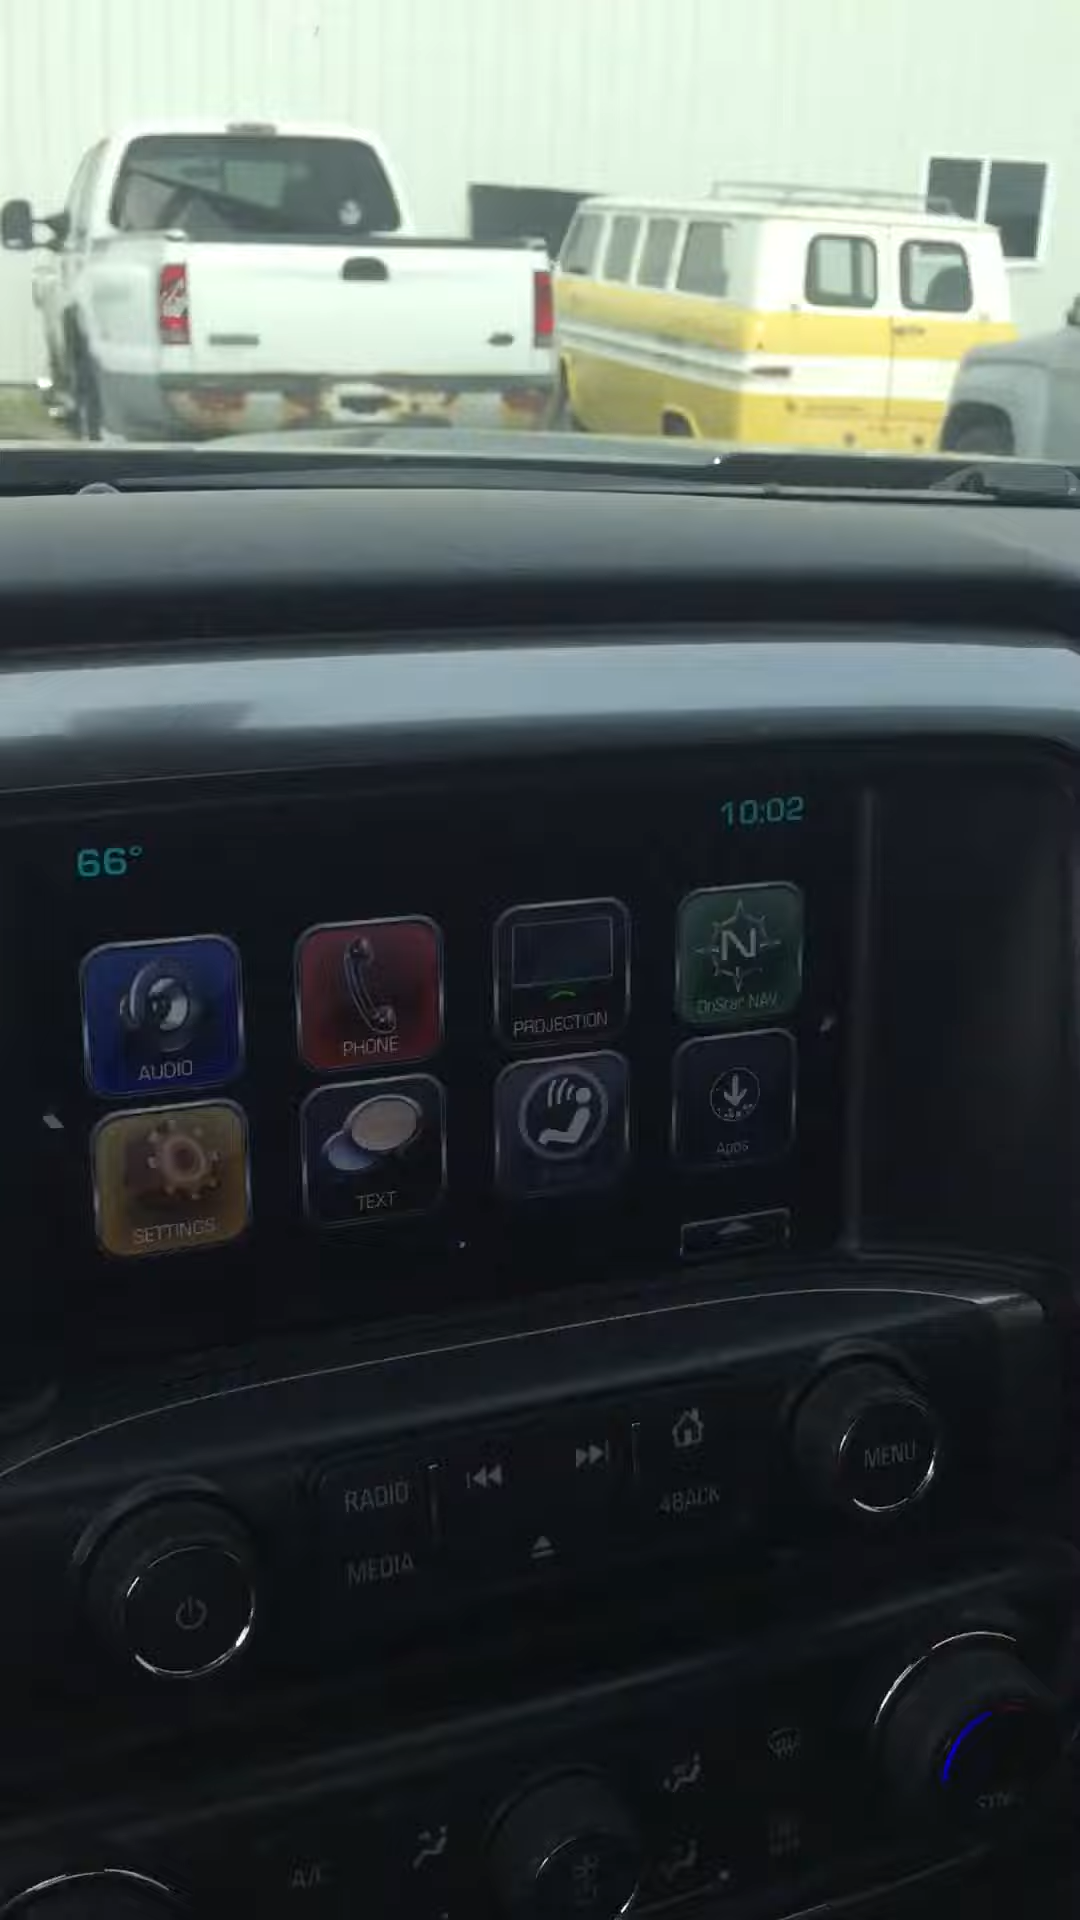 66°
10:02
AUDIO
PHONE
PROJECTION
N
OnStar NAV
SETTINGS
TEXT
Apps
RADIO
MEDIA
◄BACK
MENU
A/C